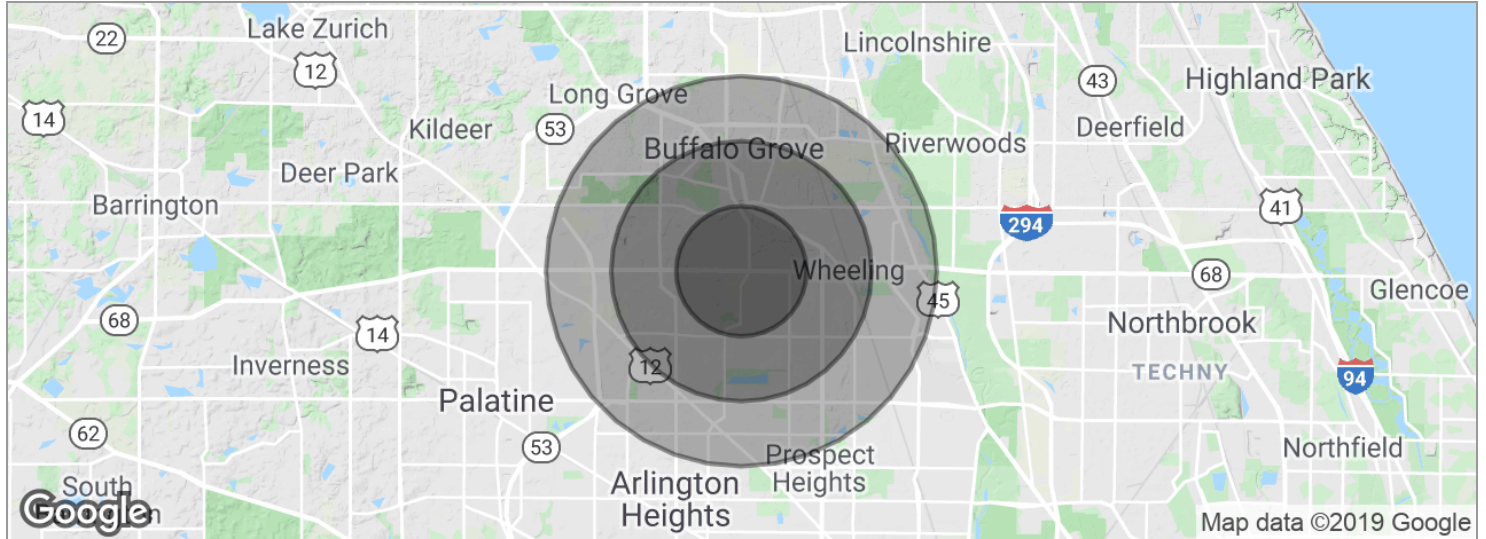 Lake Zurich
22
12
Lincolnshire
43
Highland Park
14
Long Grove
53
Kildeer
Deerfield
Buffalo Grove
Riverwoods
Deer Park
Barrington
41
294
Wheeling
68
Glencoe
45
68
14
Northbrook
Inverness
12
TECHNY
94
Palatine
62
53
Northfield
Prospect
Heights
Arlington
Heights
South
Google
Map data ©2019 Google